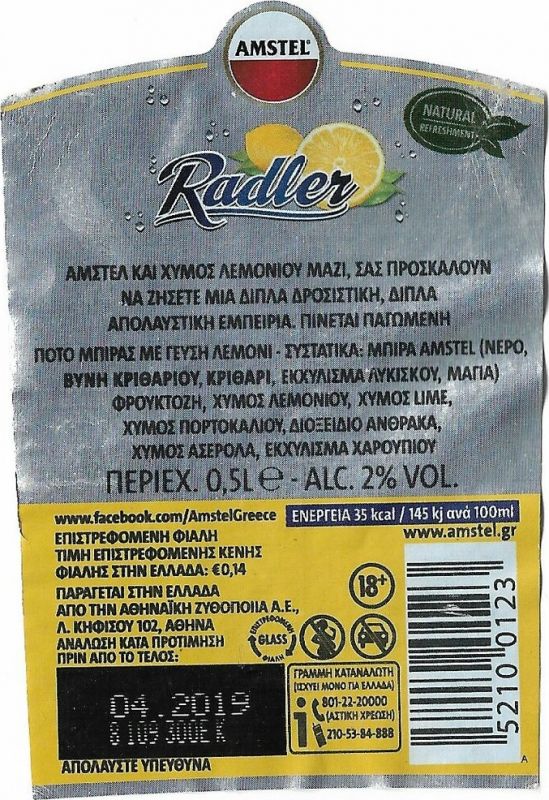 AMSTEL
NATURAL
REFRESHMENT
Radler
ΑΜΣΤΕΛ ΚΑΙ ΧΥΜΟΣ ΛΕΜΟΝΙΟΥ ΜΑΖΙ, ΣΑΣ ΠΡΟΣΚΑΛΟΥΝ
ΝΑ ΖΗΣΕΤΕ ΜΙΑ ΔΙΠΛΑ ΔΡΟΣΙΣΤΙΚΗ, ΔΙΠΛΑ
ΑΠΟΛΑΥΣΤΙΚΗ ΕΜΠΕΙΡΙΑ. ΠΙΝΕΤΑΙ ΠΑΓΩΜΕΝΗ
ΠΟΤΟ ΜΠΙΡΑΣ ΜΕ ΓΕΥΣΗ ΛΕΜΟΝΙ - ΣΥΣΤΑΤΙΚΑ: ΜΠΙΡΑ AMSTEL (ΝΕΡΟ,
ΒΥΝΗ ΚΡΙΘΑΡΙΟΥ, ΚΡΙΘΑΡΙ, ΕΚΧΥΛΙΣΜΑ ΛΥΚΙΣΚΟΥ, ΜΑΓΙΑ)
ΦΡΟΥΚΤΟΖΗ, ΧΥΜΟΣ ΛΕΜΟΝΙΟΥ, ΧΥΜΟΣ LIME,
ΧΥΜΟΣ ΠΟΡΤΟΚΑΛΙΟΥ, ΔΙΟΞΕΙΔΙΟ ΑΝΘΡΑΚΑ,
ΧΥΜΟΣ ΑΣΕΡΟΛΑ, ΕΚΧΥΛΙΣΜΑ ΧΑΡΟΥΠΙΟΥ
ΠΕΡΙΕΧ. 0,5L ℮ - ALC. 2% VOL.
www.facebook.com/AmstelGreece
ΕΝΕΡΓΕΙΑ 35 kcal / 145 kj ανά 100ml
www.amstel.gr
ΕΠΙΣΤΡΕΦΟΜΕΝΗ ΦΙΑΛΗ
ΤΙΜΗ ΕΠΙΣΤΡΕΦΟΜΕΝΗΣ ΚΕΝΗΣ
ΦΙΑΛΗΣ ΣΤΗΝ ΕΛΛΑΔΑ: €0,14
ΠΑΡΑΓΕΤΑΙ ΣΤΗΝ ΕΛΛΑΔΑ
ΑΠΟ ΤΗΝ ΑΘΗΝΑΪΚΗ ΖΥΘΟΠΟΙΙΑ Α.Ε.,
Λ. ΚΗΦΙΣΟΥ 102, ΑΘΗΝΑ
ΑΝΑΛΩΣΗ ΚΑΤΑ ΠΡΟΤΙΜΗΣΗ
ΠΡΙΝ ΑΠΟ ΤΟ ΤΕΛΟΣ:
04.2019
ΑΠΟΛΑΥΣΤΕ ΥΠΕΥΘΥΝΑ
18+
ΕΠΙΣΤΡΕΦΟΜΕΝΗ
GLASS
ΦΙΑΛΗ
ΓΡΑΜΜΗ ΚΑΤΑΝΑΛΩΤΗ
(ΙΣΧΥΕΙ ΜΟΝΟ ΓΙΑ ΕΛΛΑΔΑ)
801-22-20000
(ΑΣΤΙΚΗ ΧΡΕΩΣΗ)
210-53-84-888
5210 0123
A